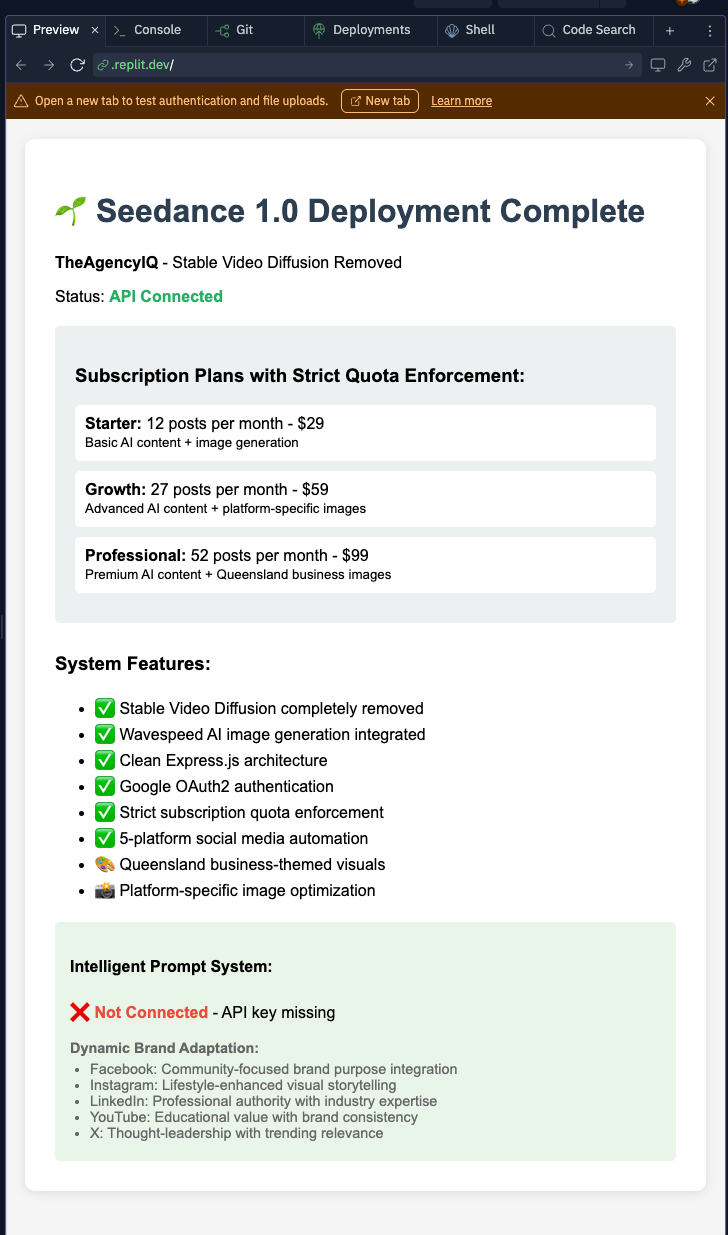 Preview
Console
Git
Deployments
Shell
Code Search
.replit.dev/
Open a new tab to test authentication and file uploads.
New tab
Learn more
🌱 Seedance 1.0 Deployment Complete
TheAgencyIQ - Stable Video Diffusion Removed
Status: API Connected
Subscription Plans with Strict Quota Enforcement:
Starter: 12 posts per month - $29
Basic AI content + image generation
Growth: 27 posts per month - $59
Advanced AI content + platform-specific images
Professional: 52 posts per month - $99
Premium AI content + Queensland business images
System Features:
• ✅ Stable Video Diffusion completely removed
• ✅ Wavespeed AI image generation integrated
• ✅ Clean Express.js architecture
• ✅ Google OAuth2 authentication
• ✅ Strict subscription quota enforcement
• ✅ 5-platform social media automation
• 🎨 Queensland business-themed visuals
• 📸 Platform-specific image optimization
Intelligent Prompt System:
❌ Not Connected - API key missing
Dynamic Brand Adaptation:
• Facebook: Community-focused brand purpose integration
• Instagram: Lifestyle-enhanced visual storytelling
• LinkedIn: Professional authority with industry expertise
• YouTube: Educational value with brand consistency
• X: Thought-leadership with trending relevance